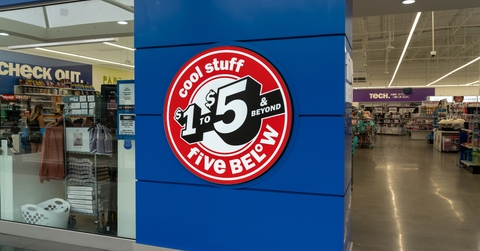 CHECK OUT.
cool stuff
$1 TO $5 & BEYOND
five BELOW
TECH.